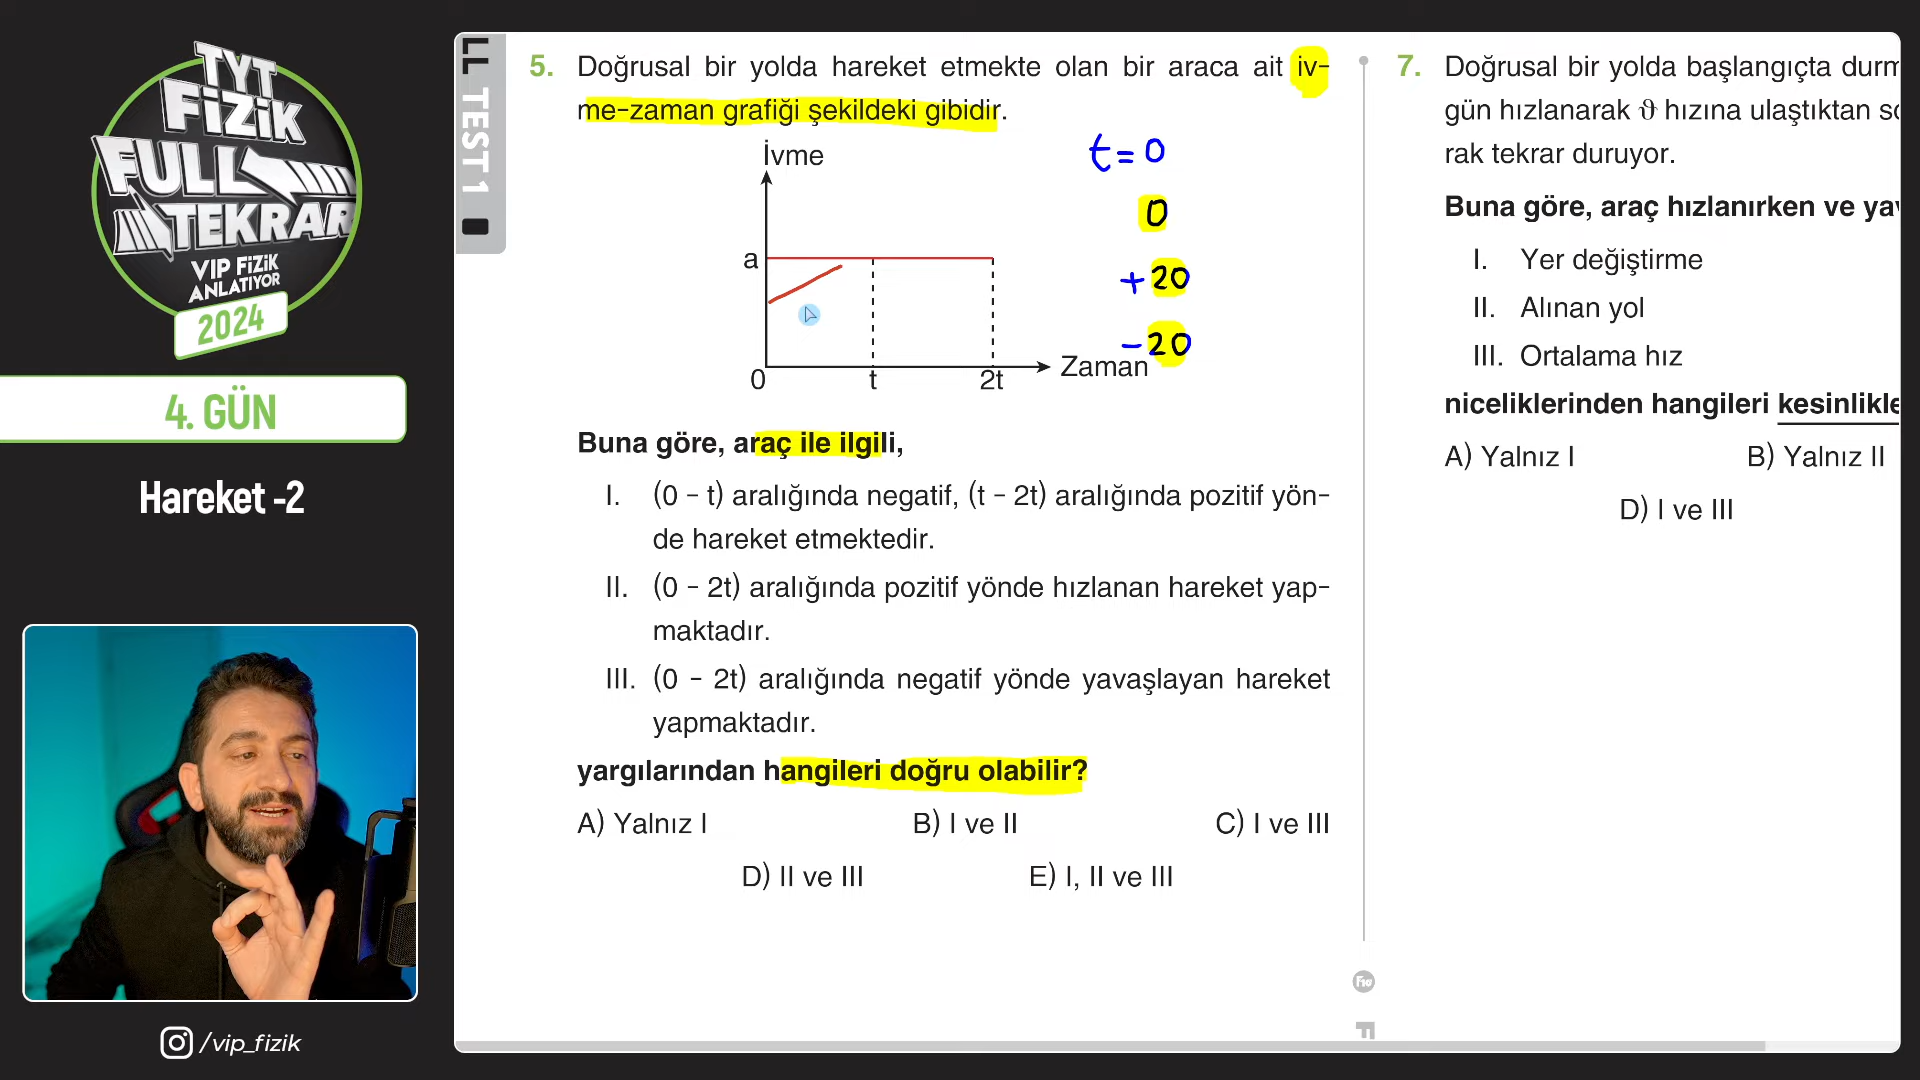 TYT
FİZİK
FULL
TEKRAR
VIP FİZİK
ANLATIYOR
2024
4. GÜN
Hareket -2
/vip_fizik
LL TEST 1
5. Doğrusal bir yolda hareket etmekte olan bir araca ait iv-
me-zaman grafiği şekildeki gibidir.
İvme
a
0
t
2t
Zaman
t = 0
0
+ 20
- 20
Buna göre, araç ile ilgili,
I. (0 - t) aralığında negatif, (t - 2t) aralığında pozitif yön-
de hareket etmektedir.
II. (0 - 2t) aralığında pozitif yönde hızlanan hareket yap-
maktadır.
III. (0 - 2t) aralığında negatif yönde yavaşlayan hareket
yapmaktadır.
yargılarından hangileri doğru olabilir?
A) Yalnız I B) I ve II C) I ve III
D) II ve III E) I, II ve III
7. Doğrusal bir yolda başlangıçta durm
gün hızlanarak ϑ hızına ulaştıktan so
rak tekrar duruyor.
Buna göre, araç hızlanırken ve ya
I. Yer değiştirme
II. Alınan yol
III. Ortalama hız
niceliklerinden hangileri kesinlikle
A) Yalnız I B) Yalnız II
D) I ve III